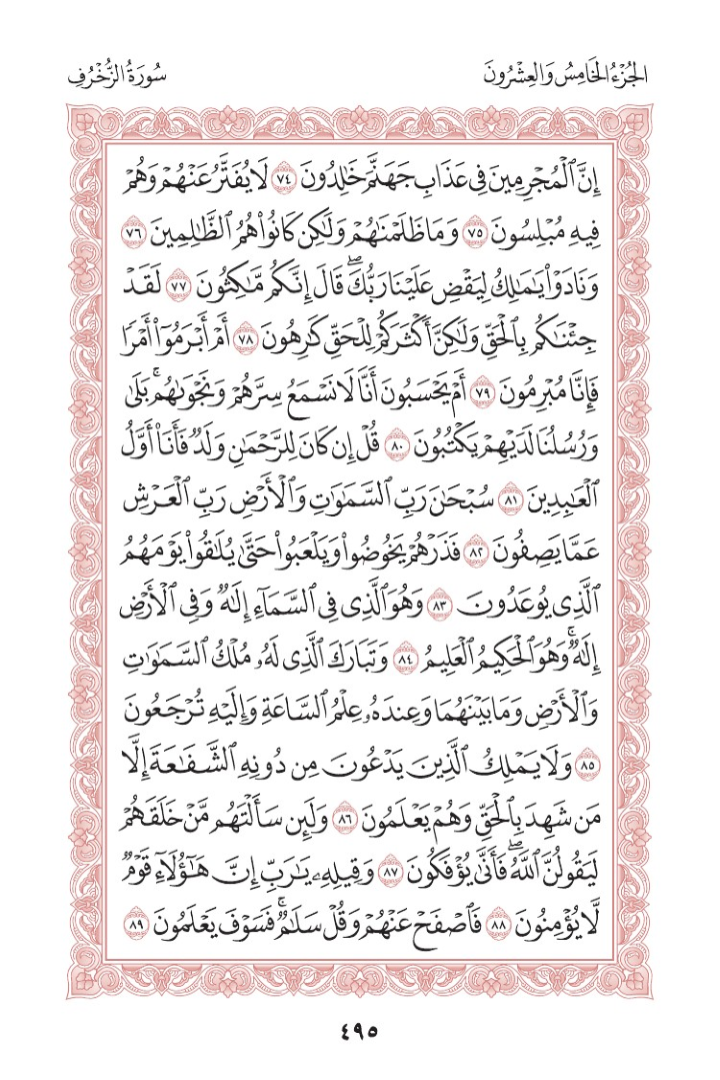 الجُزْءُ الخَامِسُ وَالعِشْرُونَ
سُورَةُ الزُّخْرُفِ
إِنَّ ٱلْمُجْرِمِينَ فِى عَذَابِ جَهَنَّمَ خَٰلِدُونَ ٧٤ لَا يُفَتَّرُ عَنْهُمْ وَهُمْ
فِيهِ مُبْلِسُونَ ٧٥ وَمَا ظَلَمْنَٰهُمْ وَلَٰكِن كَانُوا۟ هُمُ ٱلظَّٰلِمِينَ ٧٦
وَنَادَوْا۟ يَٰمَٰلِكُ لِيَقْضِ عَلَيْنَا رَبُّكَ ۖ قَالَ إِنَّكُم مَّٰكِثُونَ ٧٧ لَقَدْ
جِئْنَٰكُم بِٱلْحَقِّ وَلَٰكِنَّ أَكْثَرَكُمْ لِلْحَقِّ كَٰرِهُونَ ٧٨ أَمْ أَبْرَمُوٓا۟ أَمْرًا
فَإِنَّا مُبْرِمُونَ ٧٩ أَمْ يَحْسَبُونَ أَنَّا لَا نَسْمَعُ سِرَّهُمْ وَنَجْوَىٰهُم ۚ بَلَىٰ
وَرُسُلُنَا لَدَيْهِمْ يَكْتُبُونَ ٨٠ قُلْ إِن كَانَ لِلرَّحْمَٰنِ وَلَدٌ فَأَنَا۠ أَوَّلُ
ٱلْعَٰبِدِينَ ٨١ سُبْحَٰنَ رَبِّ ٱلسَّمَٰوَٰتِ وَٱلْأَرْضِ رَبِّ ٱلْعَرْشِ
عَمَّا يَصِفُونَ ٨٢ فَذَرْهُمْ يَخُوضُوا۟ وَيَلْعَبُوا۟ حَتَّىٰ يُلَٰقُوا۟ يَوْمَهُمُ
ٱلَّذِى يُوعَدُونَ ٨٣ وَهُوَ ٱلَّذِى فِى ٱلسَّمَآءِ إِلَٰهٌ وَفِى ٱلْأَرْضِ
إِلَٰهٌ ۚ وَهُوَ ٱلْحَكِيمُ ٱلْعَلِيمُ ٨٤ وَتَبَارَكَ ٱلَّذِى لَهُۥ مُلْكُ ٱلسَّمَٰوَٰتِ
وَٱلْأَرْضِ وَمَا بَيْنَهُمَا وَعِندَهُۥ عِلْمُ ٱلسَّاعَةِ وَإِلَيْهِ تُرْجَعُونَ
٨٥ وَلَا يَمْلِكُ ٱلَّذِينَ يَدْعُونَ مِن دُونِهِ ٱلشَّفَٰعَةَ إِلَّا
مَن شَهِدَ بِٱلْحَقِّ وَهُمْ يَعْلَمُونَ ٨٦ وَلَئِن سَأَلْتَهُم مَّنْ خَلَقَهُمْ
لَيَقُولُنَّ ٱللَّهُ ۖ فَأَنَّىٰ يُؤْفَكُونَ ٨٧ وَقِيلِهِۦ يَٰرَبِّ إِنَّ هَٰٓؤُلَآءِ قَوْمٌ
لَّا يُؤْمِنُونَ ٨٨ فَٱصْفَحْ عَنْهُمْ وَقُلْ سَلَٰمٌ ۚ فَسَوْفَ يَعْلَمُونَ ٨٩
٤٩٥